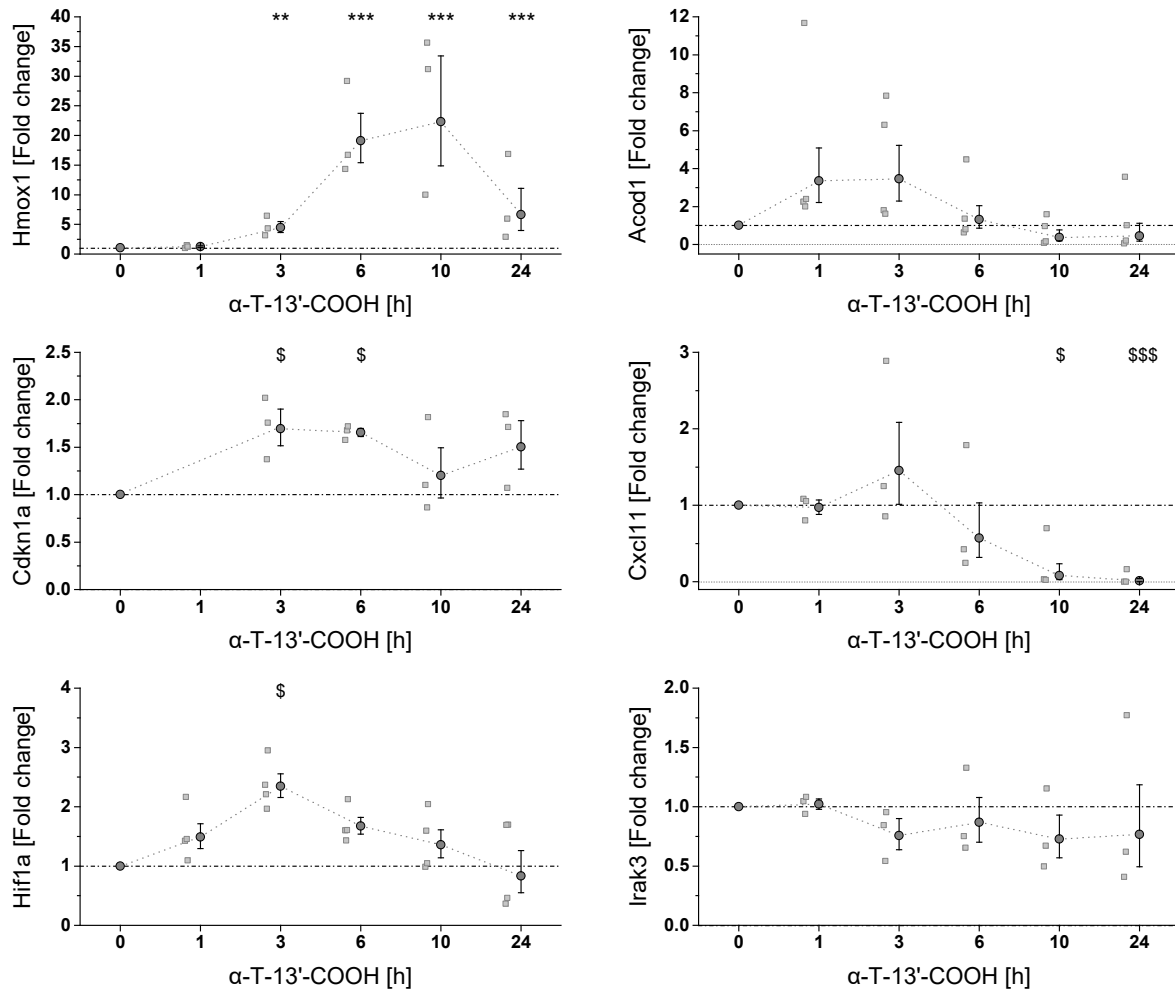 ** *** *** ***
Hmox1 [Fold change]
40
35
30
25
20
15
10
5
0
0 1 3 6 10 24
α-T-13'-COOH [h]
Acod1 [Fold change]
12
10
8
6
4
2
0
0 1 3 6 10 24
α-T-13'-COOH [h]
$ $
Cdkn1a [Fold change]
2.5
2.0
1.5
1.0
0.5
0.0
0 1 3 6 10 24
α-T-13'-COOH [h]
$ $$$
Cxcl11 [Fold change]
3
2
1
0
0 1 3 6 10 24
α-T-13'-COOH [h]
$
Hif1a [Fold change]
4
3
2
1
0
0 1 3 6 10 24
α-T-13'-COOH [h]
Irak3 [Fold change]
2.0
1.5
1.0
0.5
0.0
0 1 3 6 10 24
α-T-13'-COOH [h]